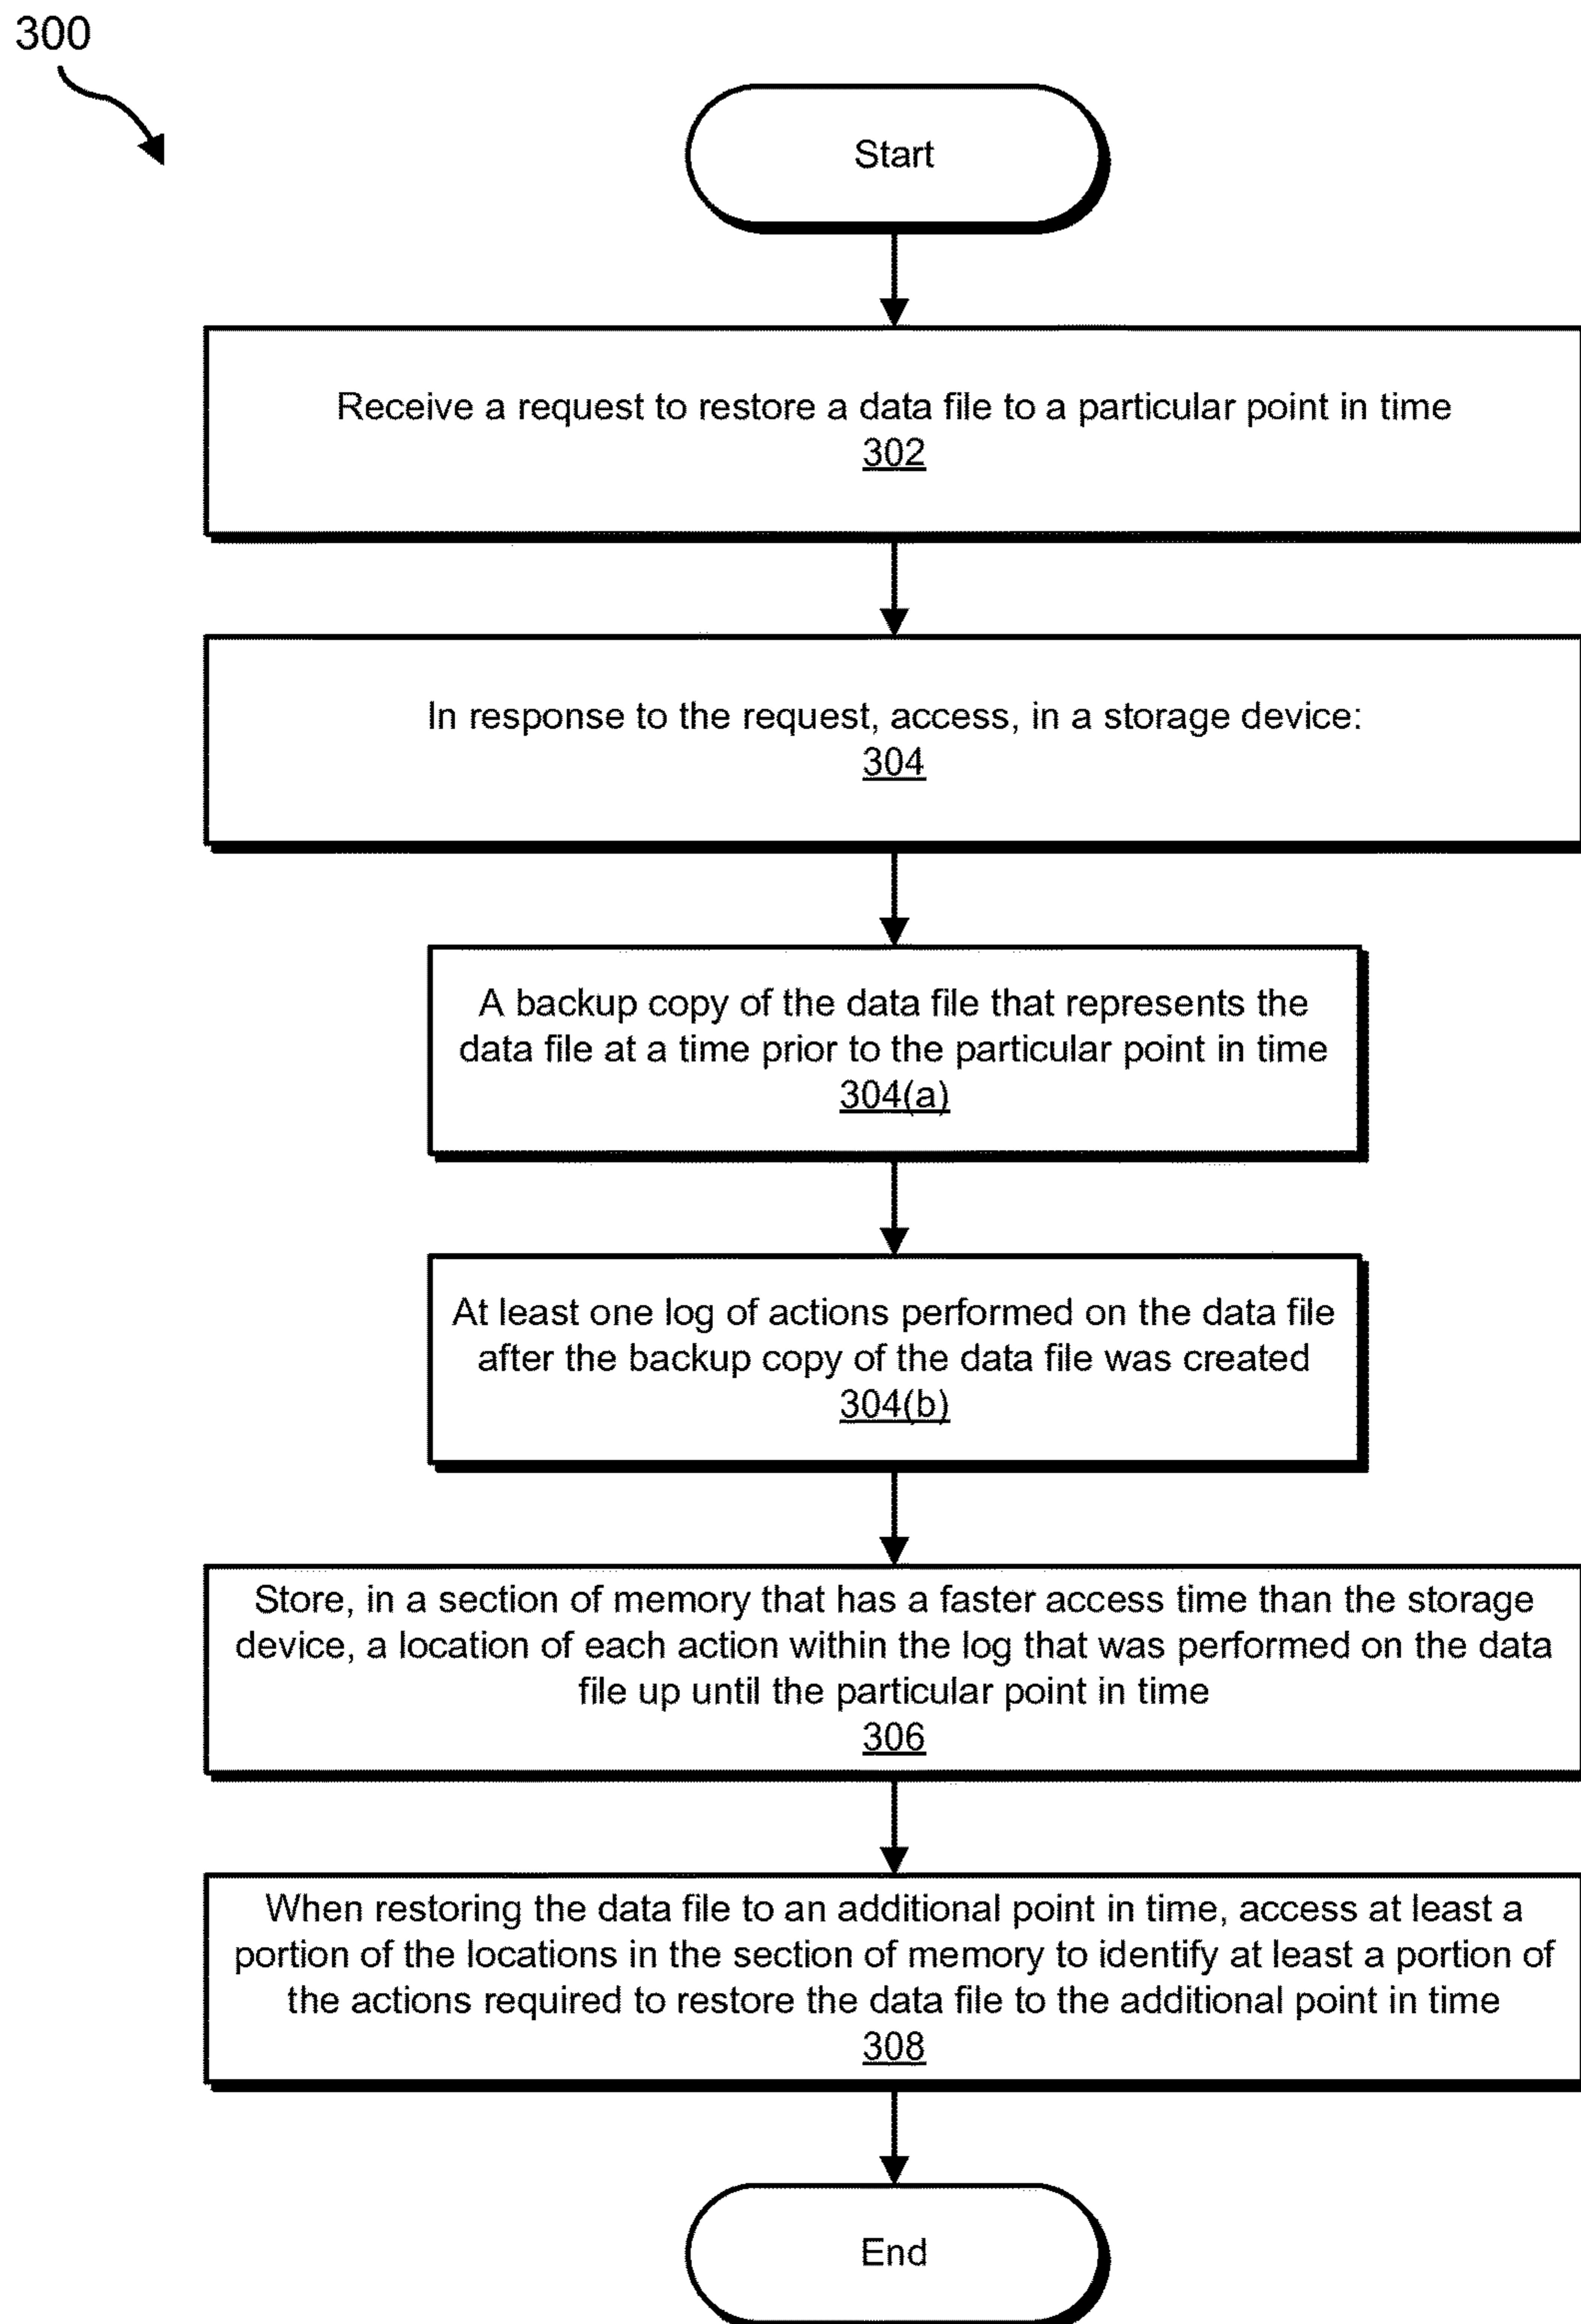 300
Start
Receive a request to restore a data file to a particular point in time
302
In response to the request, access, in a storage device:
304
A backup copy of the data file that represents the
data file at a time prior to the particular point in time
304(a)
At least one log of actions performed on the data file
after the backup copy of the data file was created
304(b)
Store, in a section of memory that has a faster access time than the storage
device, a location of each action within the log that was performed on the data
file up until the particular point in time
306
When restoring the data file to an additional point in time, access at least a
portion of the locations in the section of memory to identify at least a portion of
the actions required to restore the data file to the additional point in time
308
End